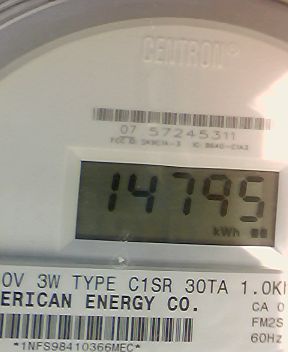 CENTRON®
07 57245311
14795
kWh
0V 3W TYPE C1SR 30TA 1.0K
ERICAN ENERGY CO.
CA 0
FM2S
60Hz
*1NFS98410366MEC*